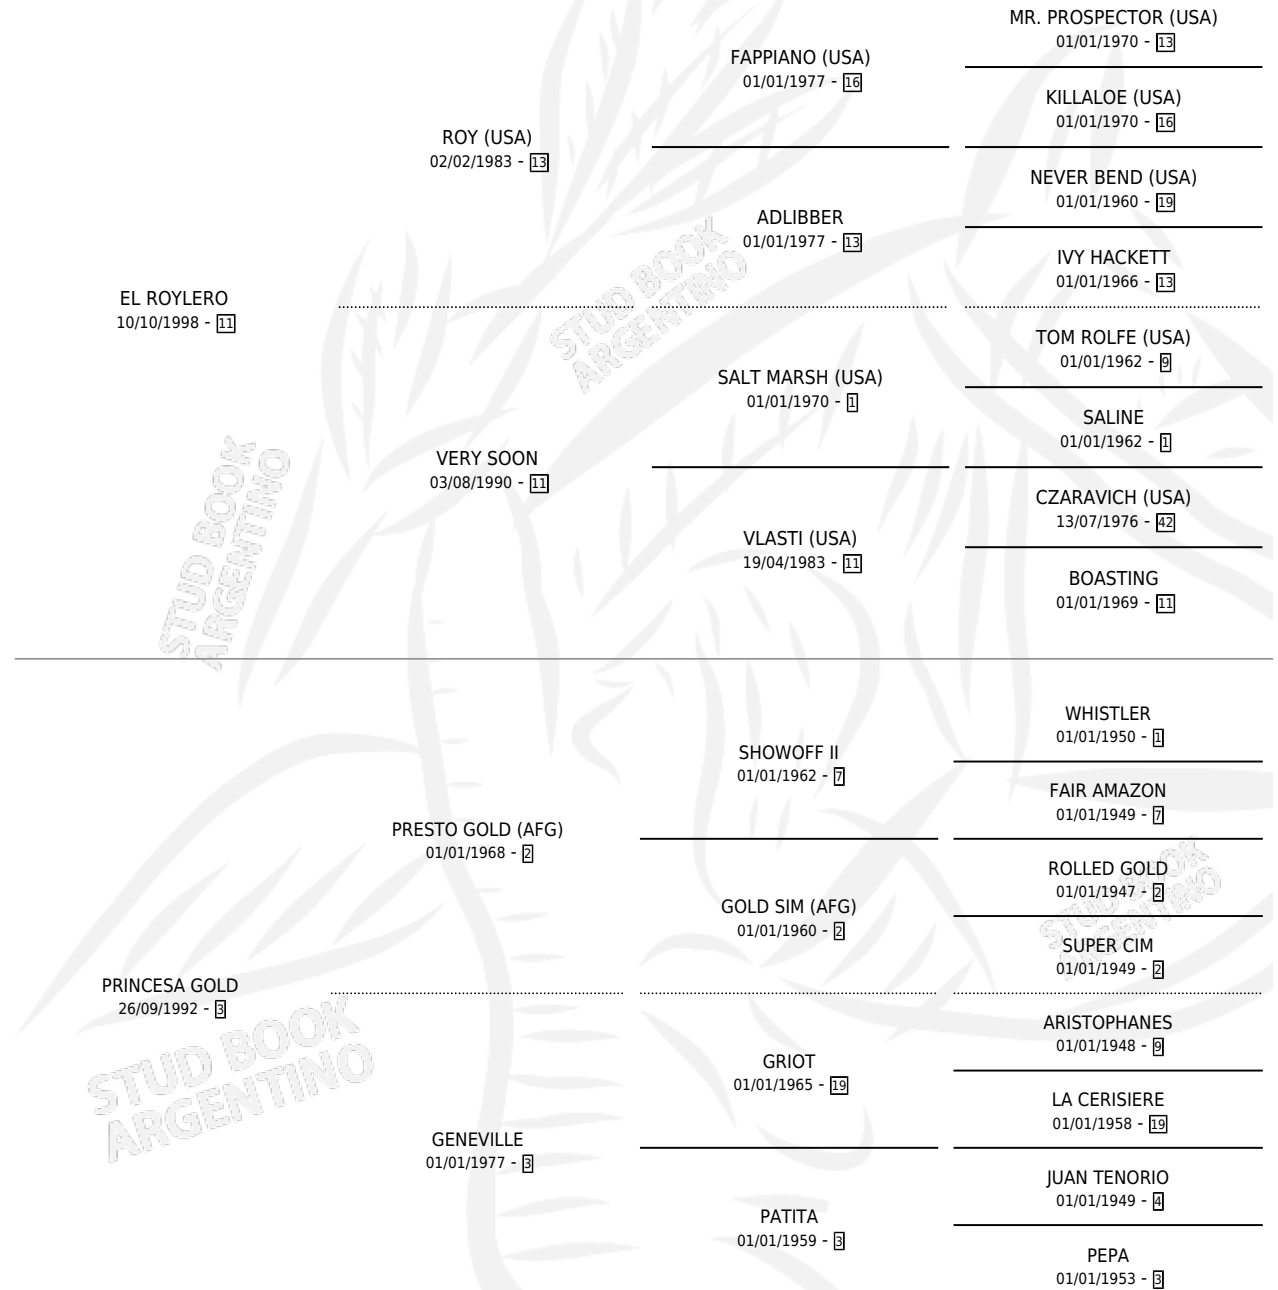 MR. PROSPECTOR (USA)
01/01/1970 - 13
FAPPIANO (USA)
01/01/1977 - 16
KILLALOE (USA)
01/01/1970 - 16
ROY (USA)
02/02/1983 - 13
NEVER BEND (USA)
01/01/1960 - 19
ADLIBBER
01/01/1977 - 13
IVY HACKETT
01/01/1966 - 13
EL ROYLERO
10/10/1998 - 11
TOM ROLFE (USA)
01/01/1962 - 9
SALT MARSH (USA)
01/01/1970 - 1
SALINE
01/01/1962 - 1
VERY SOON
03/08/1990 - 11
CZARAVICH (USA)
13/07/1976 - 42
VLASTI (USA)
19/04/1983 - 11
BOASTING
01/01/1969 - 11
WHISTLER
01/01/1950 - 1
SHOWOFF II
01/01/1962 - 7
FAIR AMAZON
01/01/1949 - 7
PRESTO GOLD (AFG)
01/01/1968 - 2
ROLLED GOLD
01/01/1947 - 2
GOLD SIM (AFG)
01/01/1960 - 2
SUPER CIM
01/01/1949 - 2
PRINCESA GOLD
26/09/1992 - 3
ARISTOPHANES
01/01/1948 - 9
GRIOT
01/01/1965 - 19
LA CERISIERE
01/01/1958 - 19
GENEVILLE
01/01/1977 - 3
JUAN TENORIO
01/01/1949 - 4
PATITA
01/01/1959 - 3
PEPA
01/01/1953 - 3
STUD BOOK
ARGENTINO
STUD BOOK
ARGENTINO
STUD BOOK
ARGENTINO
STUD BOOK
ARGENTINO